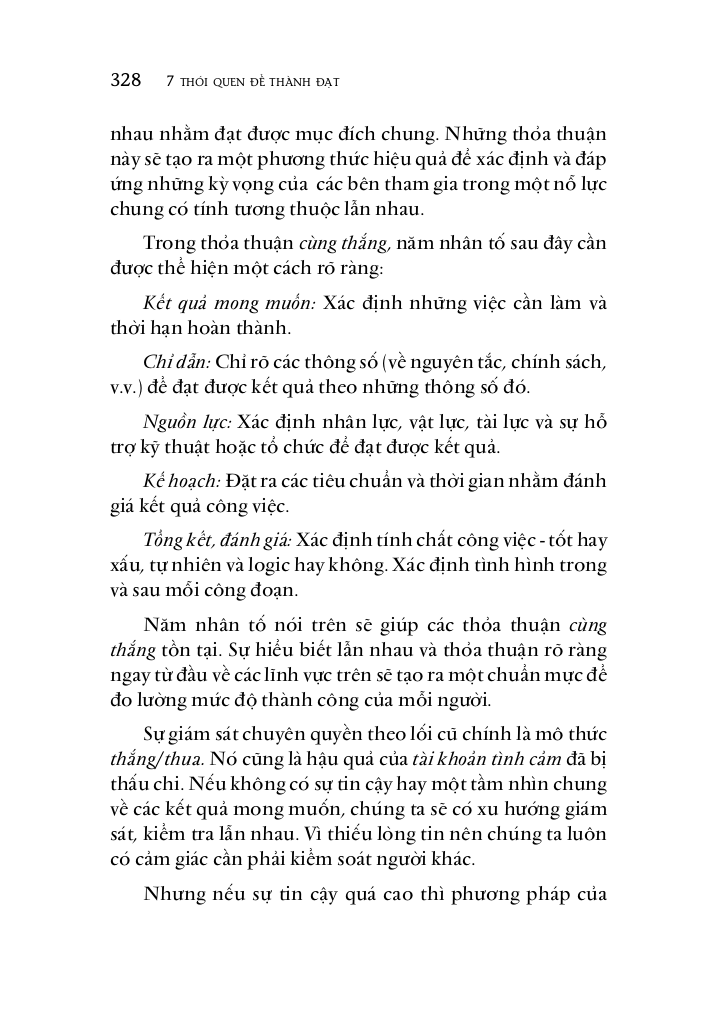 328 7 THÓI QUEN ĐỂ THÀNH ĐẠT
nhau nhằm đạt được mục đích chung. Những thỏa thuận
này sẽ tạo ra một phương thức hiệu quả để xác định và đáp
ứng những kỳ vọng của các bên tham gia trong một nỗ lực
chung có tính tương thuộc lẫn nhau.
Trong thỏa thuận cùng thắng, năm nhân tố sau đây cần
được thể hiện một cách rõ ràng:
Kết quả mong muốn: Xác định những việc cần làm và
thời hạn hoàn thành.
Chỉ dẫn: Chỉ rõ các thông số (về nguyên tắc, chính sách,
v.v.) để đạt được kết quả theo những thông số đó.
Nguồn lực: Xác định nhân lực, vật lực, tài lực và sự hỗ
trợ kỹ thuật hoặc tổ chức để đạt được kết quả.
Kế hoạch: Đặt ra các tiêu chuẩn và thời gian nhằm đánh
giá kết quả công việc.
Tổng kết, đánh giá: Xác định tính chất công việc - tốt hay
xấu, tự nhiên và logic hay không. Xác định tình hình trong
và sau mỗi công đoạn.
Năm nhân tố nói trên sẽ giúp các thỏa thuận cùng
thắng tồn tại. Sự hiểu biết lẫn nhau và thỏa thuận rõ ràng
ngay từ đầu về các lĩnh vực trên sẽ tạo ra một chuẩn mực để
đo lường mức độ thành công của mỗi người.
Sự giám sát chuyên quyền theo lối cũ chính là mô thức
thắng/thua. Nó cũng là hậu quả của tài khoản tình cảm đã bị
thấu chi. Nếu không có sự tin cậy hay một tầm nhìn chung
về các kết quả mong muốn, chúng ta sẽ có xu hướng giám
sát, kiểm tra lẫn nhau. Vì thiếu lòng tin nên chúng ta luôn
có cảm giác cần phải kiểm soát người khác.
Nhưng nếu sự tin cậy quá cao thì phương pháp của